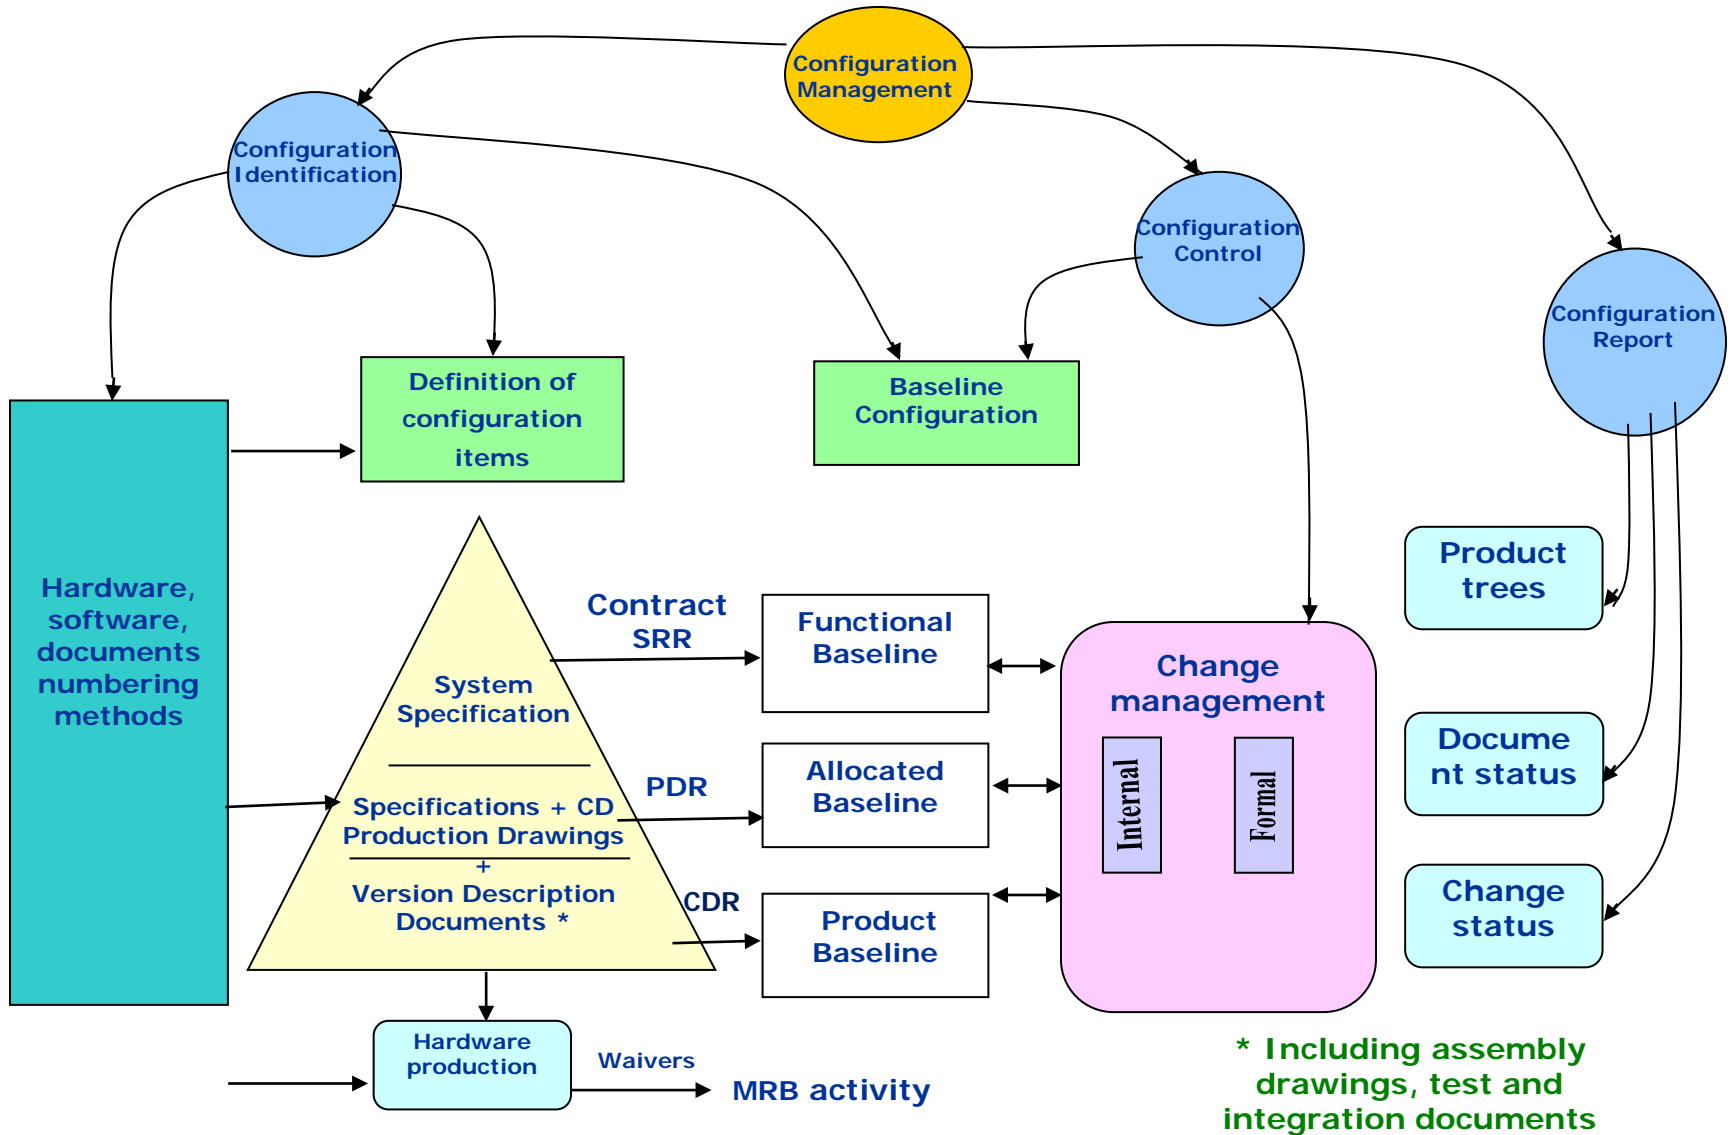 Configuration
Management
Configuration
Identification
Configuration
Control
Configuration
Report
Definition of
configuration
items
Baseline
Configuration
Hardware,
software,
documents
numbering
methods
System
Specification
Specifications + CD
Production Drawings
+
Version Description
Documents *
Contract
SRR
PDR
CDR
Functional
Baseline
Allocated
Baseline
Product
Baseline
Change
management
Internal
Formal
Product
trees
Docume
nt status
Change
status
Hardware
production
Waivers
MRB activity
* Including assembly
drawings, test and
integration documents